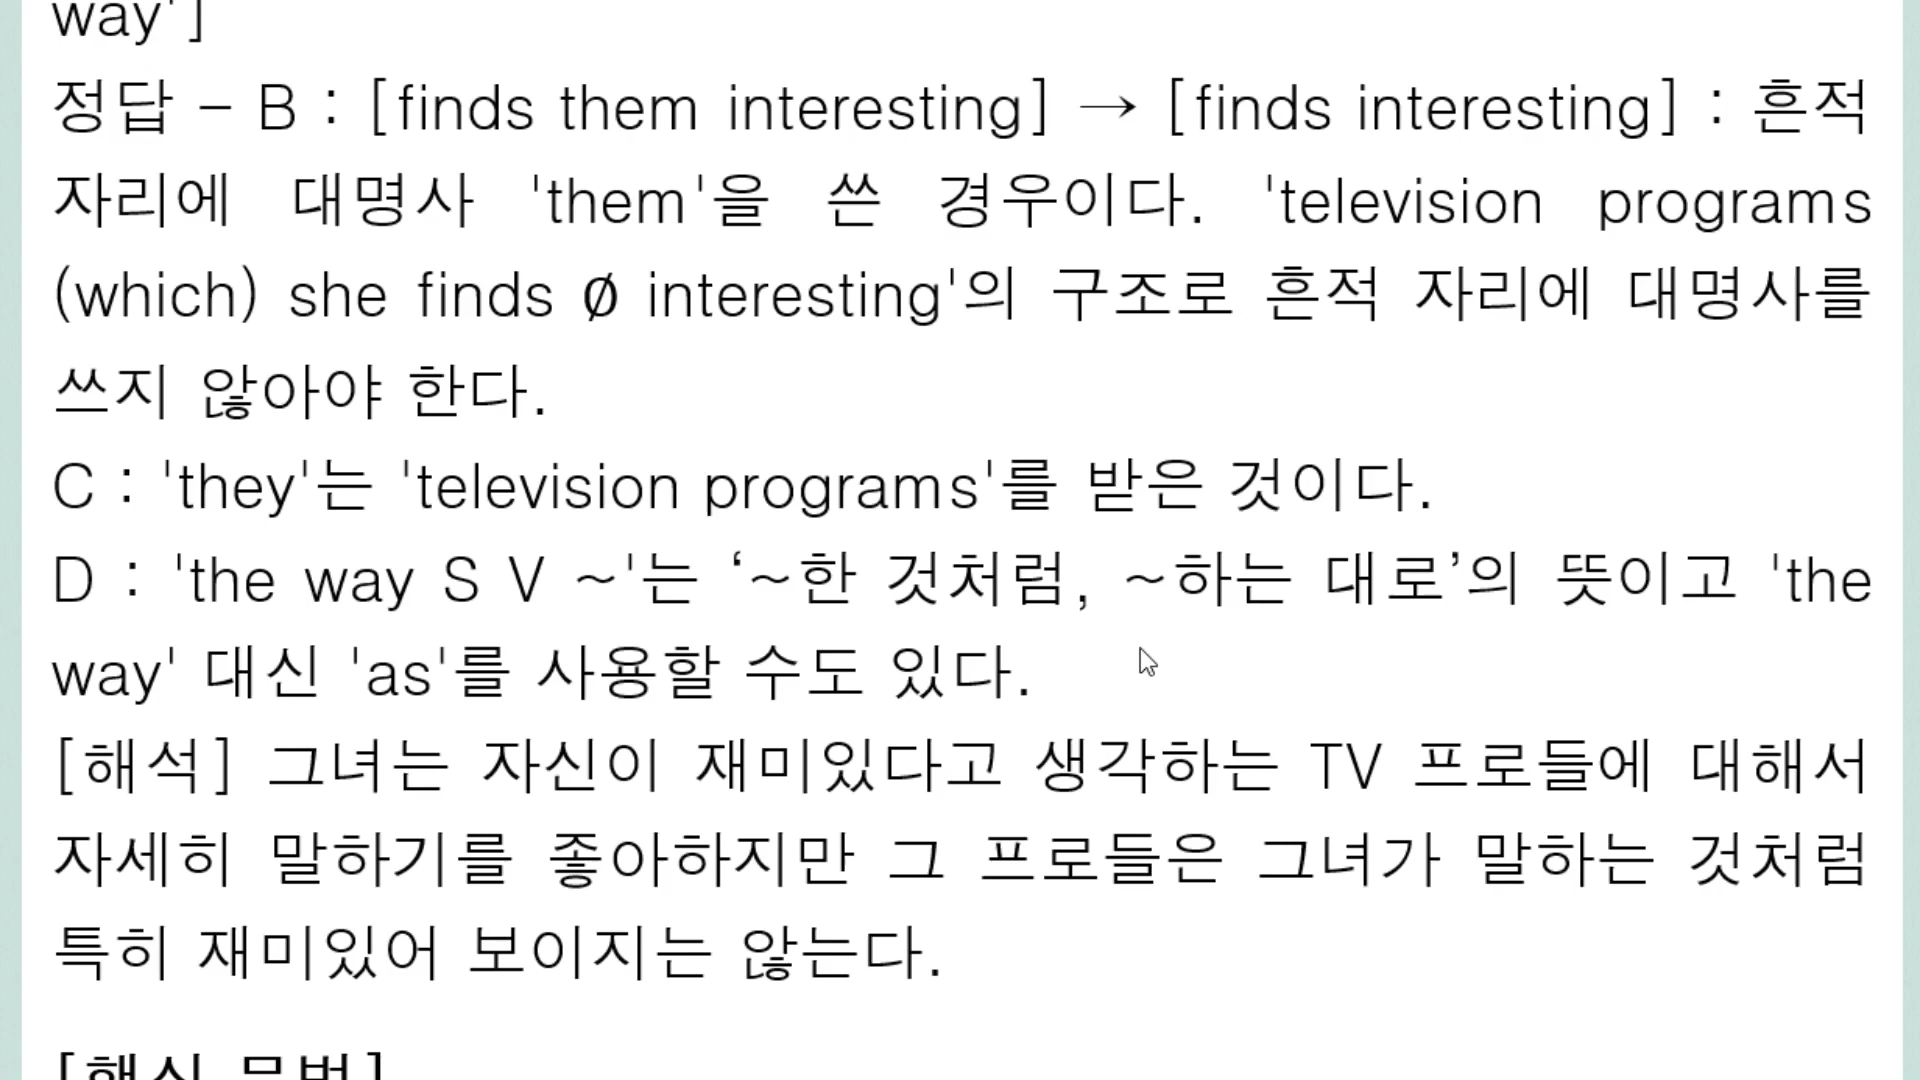 way']
정답 – B : [finds them interesting] → [finds interesting] : 흔적
자리에 대명사 'them'을 쓴 경우이다. 'television programs
(which) she finds ∅ interesting'의 구조로 흔적 자리에 대명사를
쓰지 않아야 한다.
C : 'they'는 'television programs'를 받은 것이다.
D : 'the way S V ~'는 ‘~한 것처럼, ~하는 대로’의 뜻이고 'the
way' 대신 'as'를 사용할 수도 있다.
[해석] 그녀는 자신이 재미있다고 생각하는 TV 프로들에 대해서
자세히 말하기를 좋아하지만 그 프로들은 그녀가 말하는 것처럼
특히 재미있어 보이지는 않는다.
[핵심 문법]